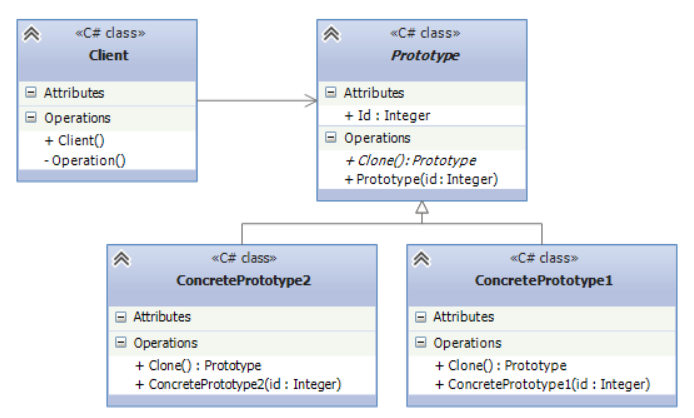 «C# class»
Client
Attributes
Operations
+ Client()
- Operation()
«C# class»
Prototype
Attributes
+ Id : Integer
Operations
+ Clone() : Prototype
+ Prototype(id : Integer)
«C# class»
ConcretePrototype2
Attributes
Operations
+ Clone() : Prototype
+ ConcretePrototype2(id : Integer)
«C# class»
ConcretePrototype1
Attributes
Operations
+ Clone() : Prototype
+ ConcretePrototype1(id : Integer)